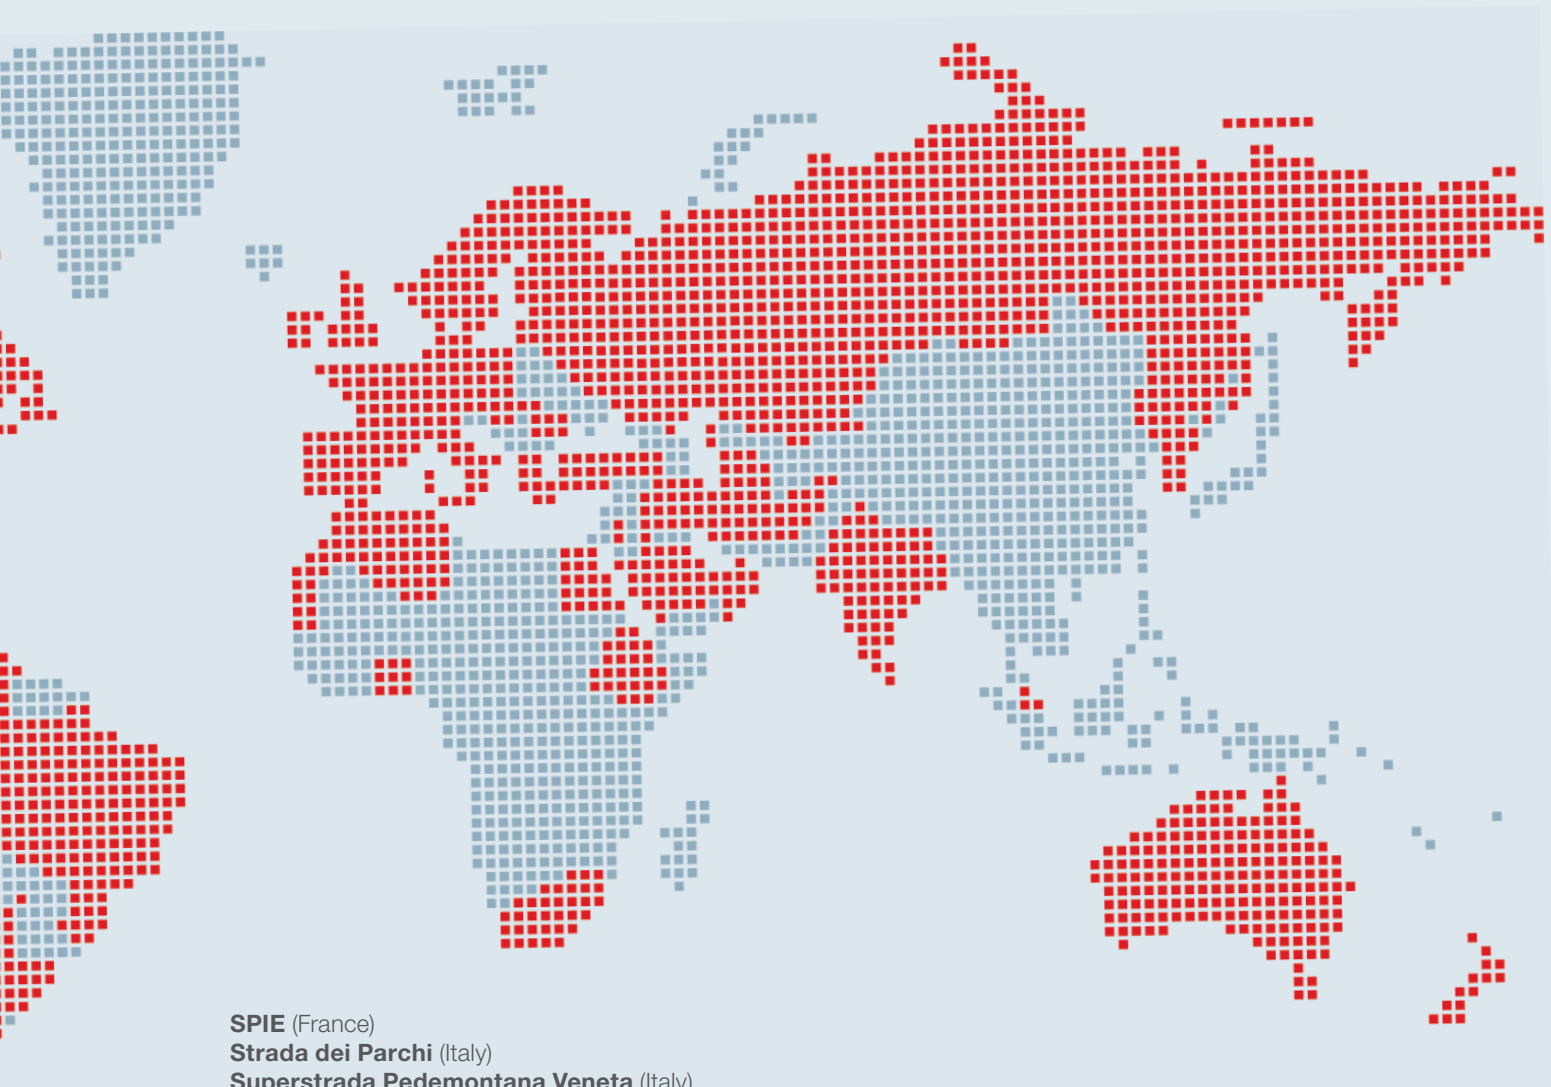 SPIE (France)
Strada dei Parchi (Italy)
Superstrada Pedemontana Veneta (Italy)